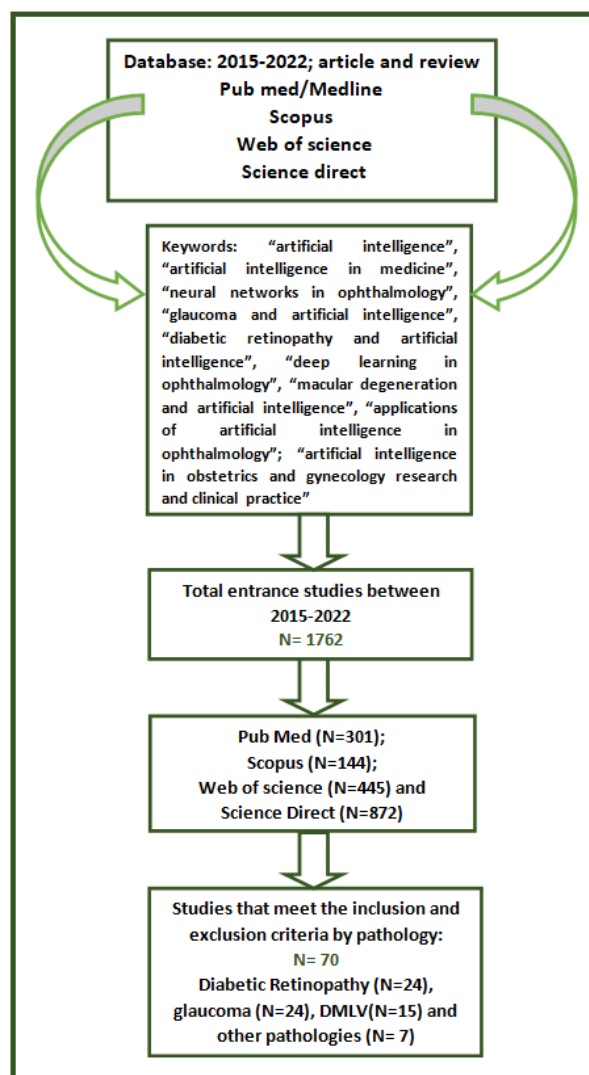 Database: 2015-2022; article and review
Pub med/Medline
Scopus
Web of science
Science direct
Keywords: “artificial intelligence”,
“artificial intelligence in medicine”,
“neural networks in ophthalmology”,
“glaucoma and artificial intelligence”,
“diabetic retinopathy and artificial
intelligence”, “deep learning in
ophthalmology”, “macular degeneration
and artificial intelligence”, “applications
of artificial intelligence in
ophthalmology”; “artificial intelligence
in obstetrics and gynecology research
and clinical practice”
Total entrance studies between
2015-2022
N= 1762
Pub Med (N=301);
Scopus (N=144);
Web of science (N=445) and
Science Direct (N=872)
Studies that meet the inclusion and
exclusion criteria by pathology:
N= 70
Diabetic Retinopathy (N=24),
glaucoma (N=24), DMLV(N=15) and
other pathologies (N= 7)